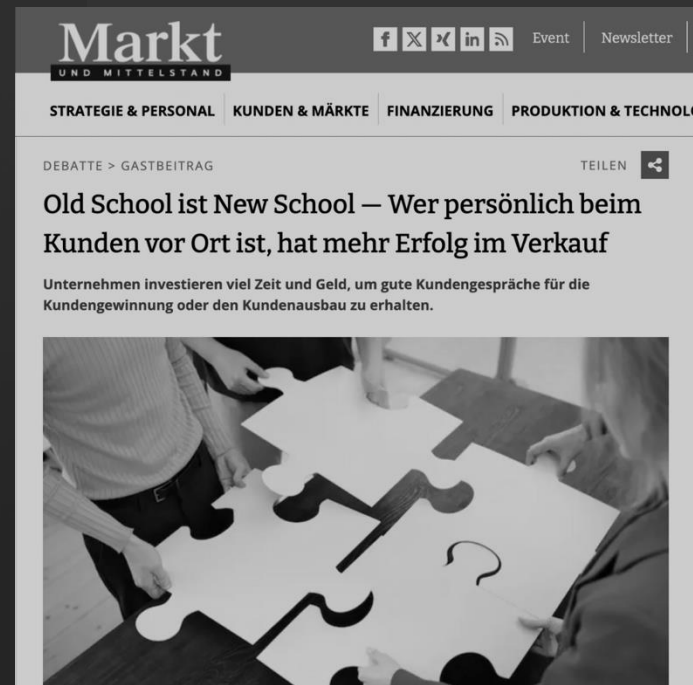 Markt
UND MITTELSTAND
Event
Newsletter
STRATEGIE & PERSONAL
KUNDEN & MÄRKTE
FINANZIERUNG
PRODUKTION & TECHNOLO
DEBATTE > GASTBEITRAG
TEILEN
Old School ist New School — Wer persönlich beim
Kunden vor Ort ist, hat mehr Erfolg im Verkauf
Unternehmen investieren viel Zeit und Geld, um gute Kundengespräche für die
Kundengewinnung oder den Kundenausbau zu erhalten.